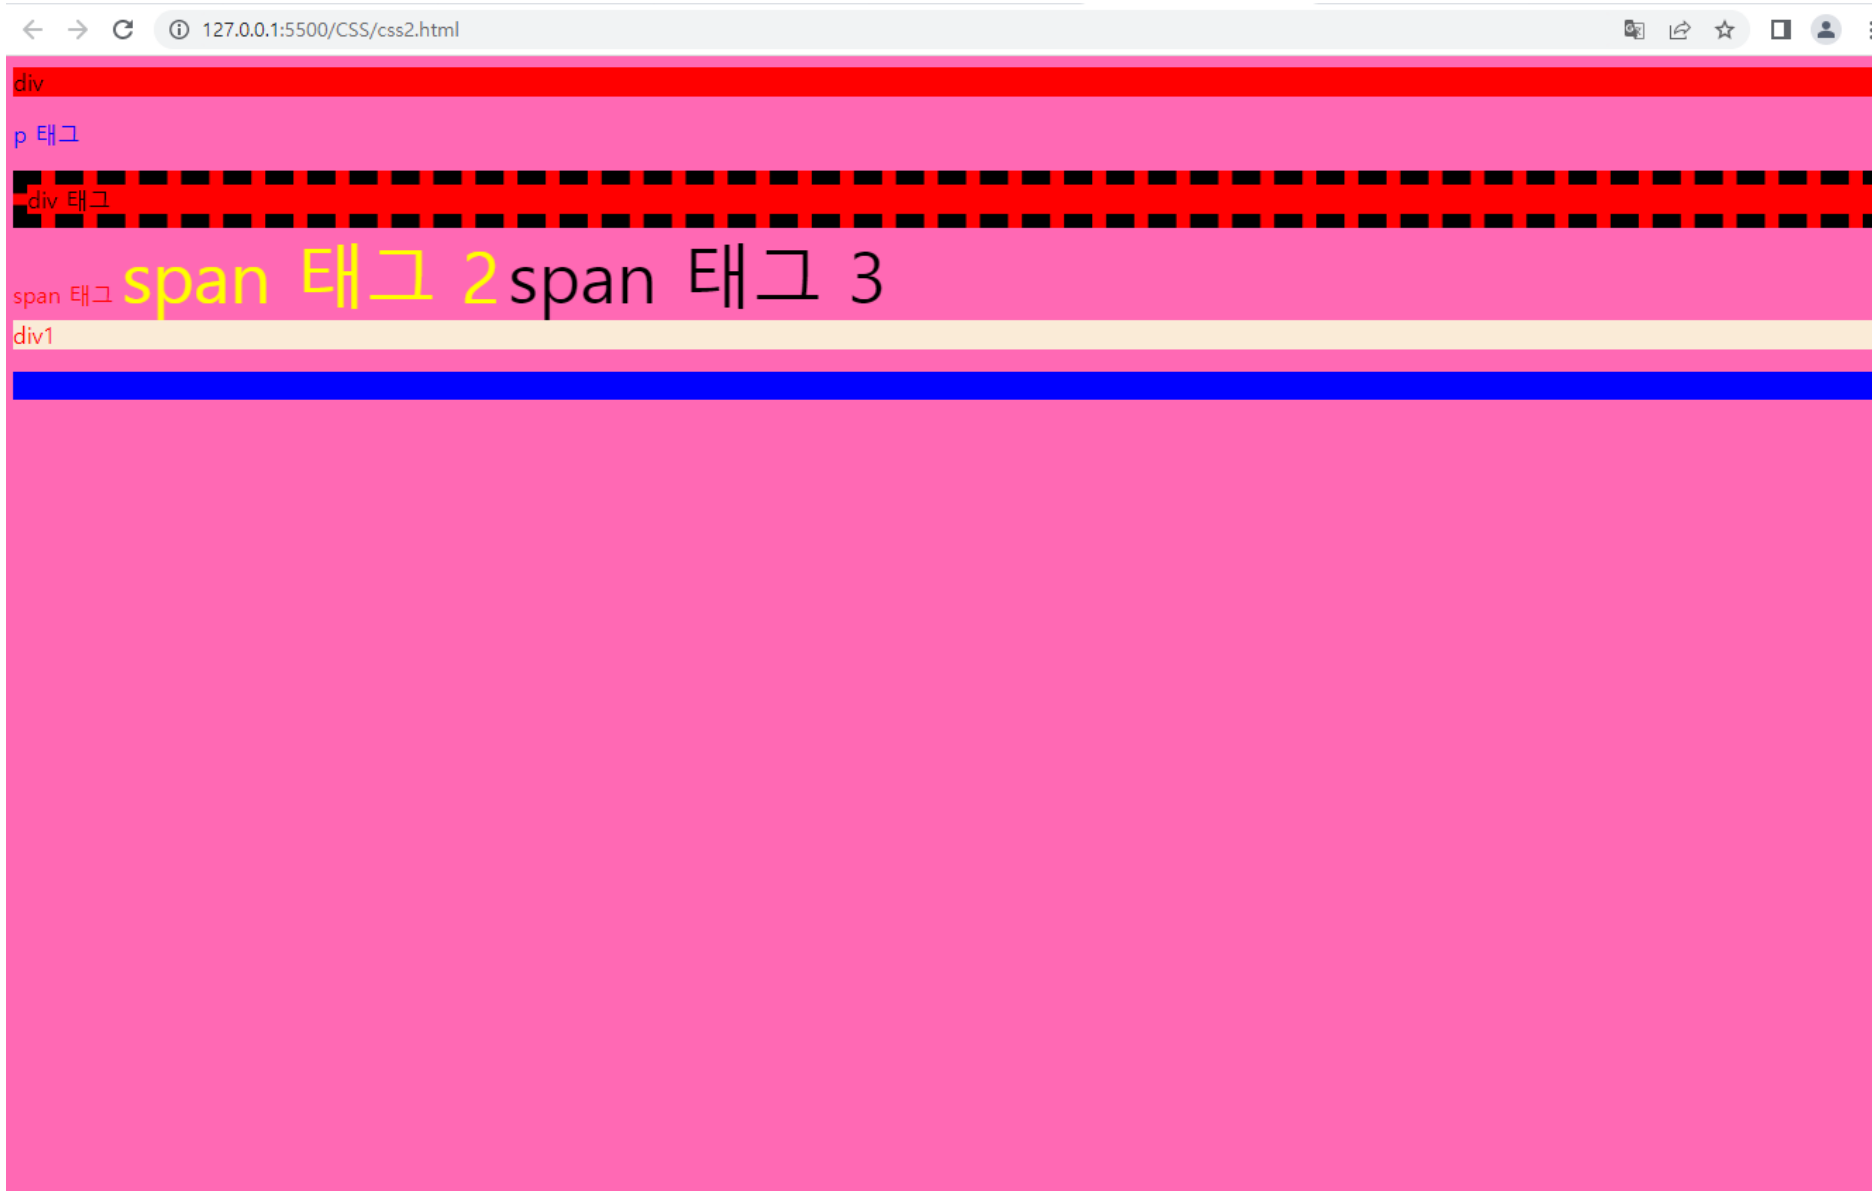 127.0.0.1:5500/CSS/css2.html
div
p 태그
div 태그
span 태그 span 태그 2 span 태그 3
div1